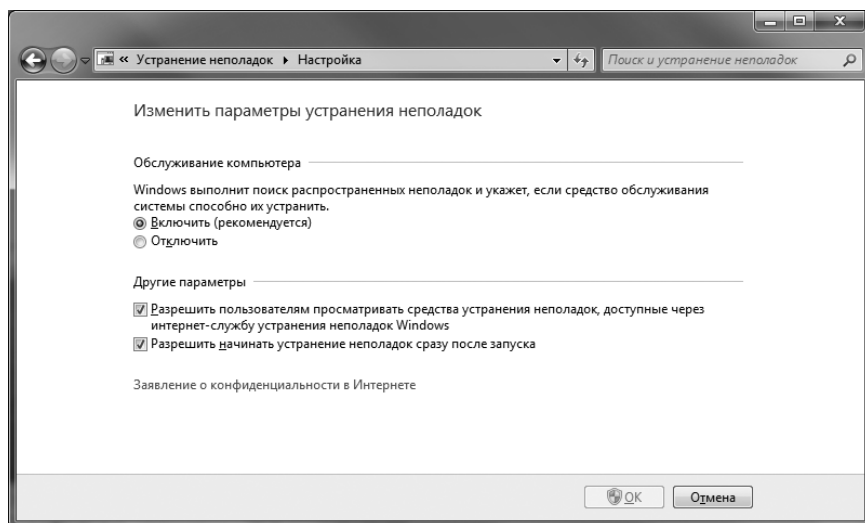 « Устранение неполадок Настройка
Поиск и устранение неполадок
Изменить параметры устранения неполадок
Обслуживание компьютера
Windows выполнит поиск распространенных неполадок и укажет, если средство обслуживания
системы способно их устранить.
Включить (рекомендуется)
Отключить
Другие параметры
Разрешить пользователям просматривать средства устранения неполадок, доступные через
интернет-службу устранения неполадок Windows
Разрешить начинать устранение неполадок сразу после запуска
Заявление о конфиденциальности в Интернете
OK
Отмена